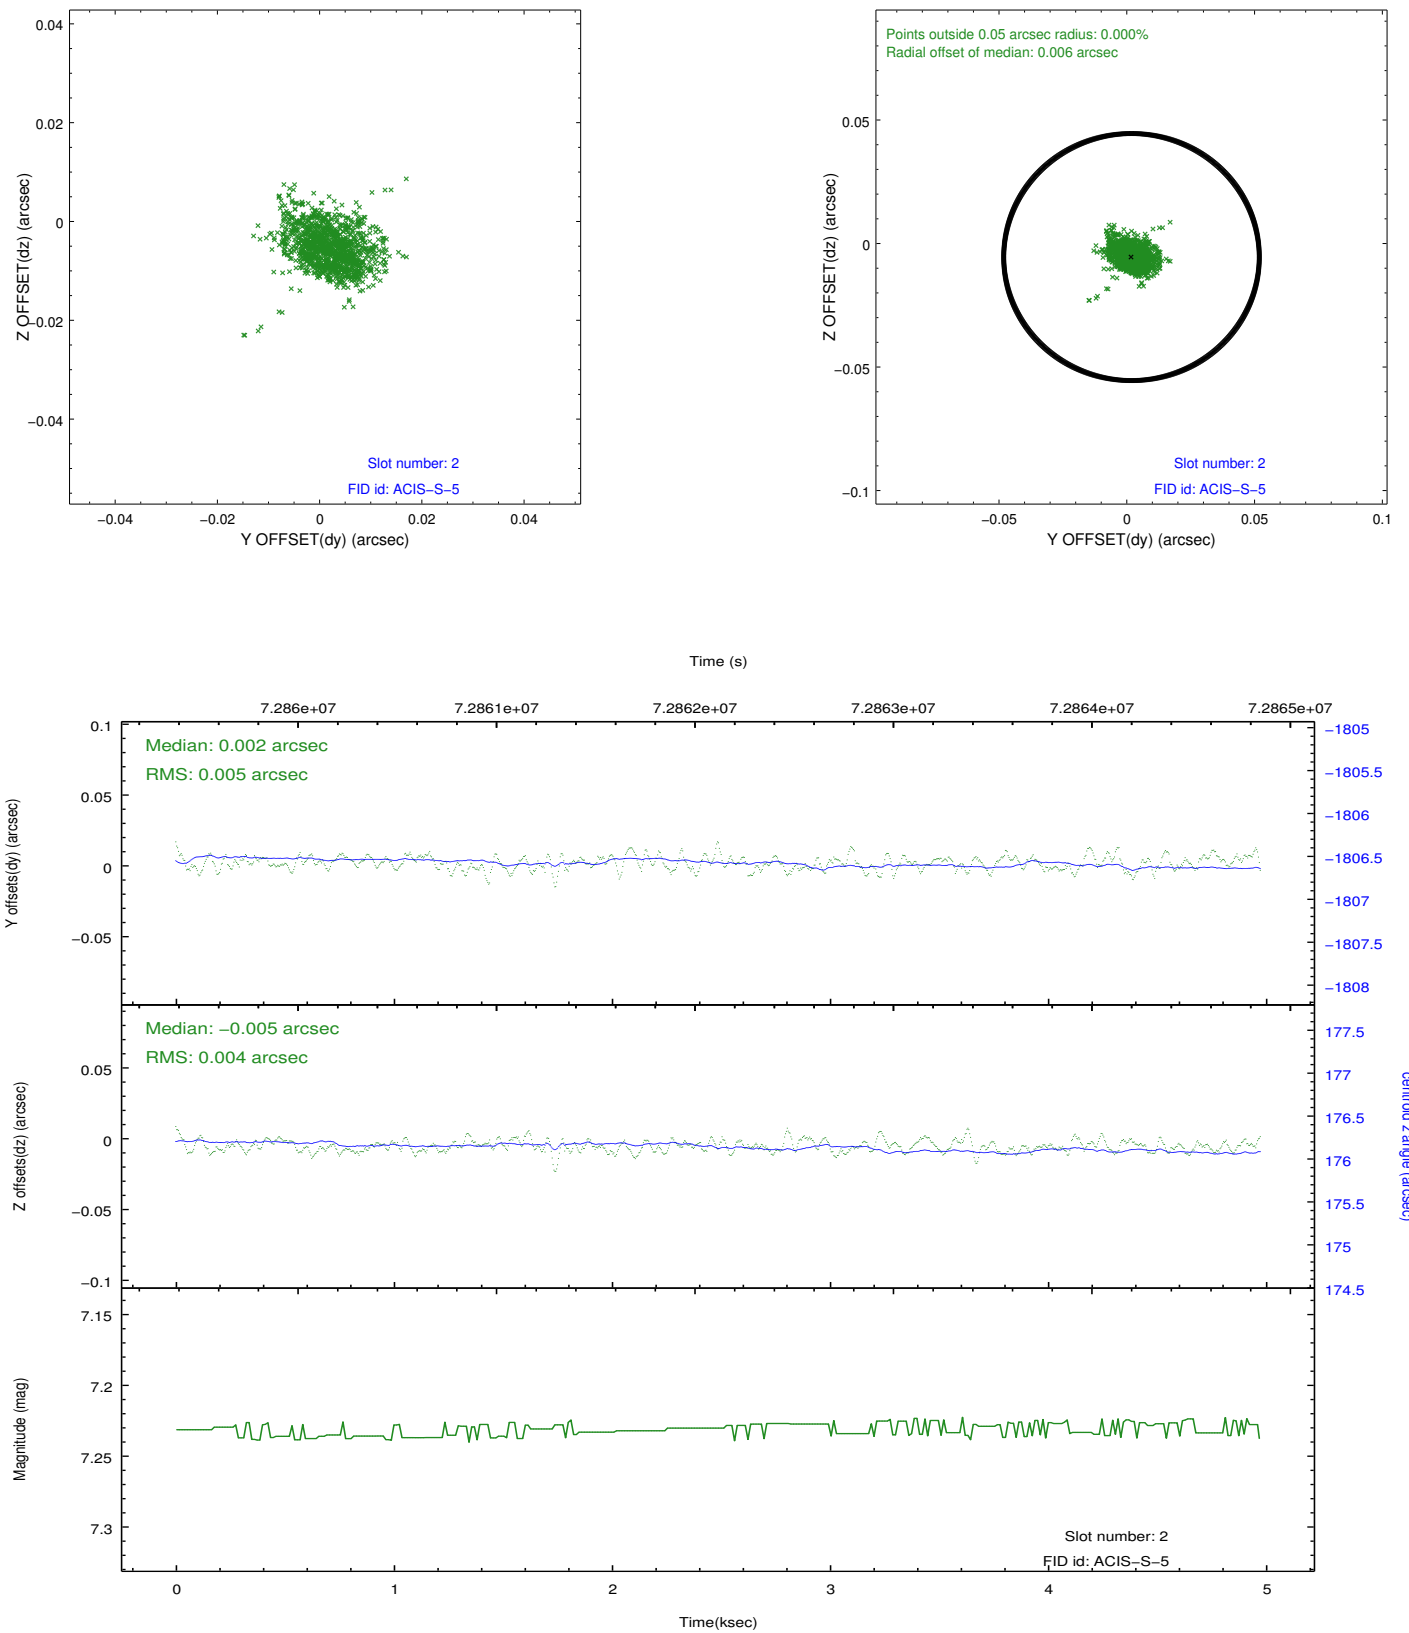 0.04
0.02
0
−0.02
−0.04
Z OFFSET(dz) (arcsec)
Slot number: 2
FID id: ACIS−S−5
−0.04
−0.02
0
0.02
0.04
Y OFFSET(dy) (arcsec)
Points outside 0.05 arcsec radius: 0.000%
Radial offset of median: 0.006 arcsec
0.05
0
−0.05
−0.1
Z OFFSET(dz) (arcsec)
Slot number: 2
FID id: ACIS−S−5
−0.05
0
0.05
0.1
Y OFFSET(dy) (arcsec)
Time (s)
7.286e+07
7.2861e+07
7.2862e+07
7.2863e+07
7.2864e+07
7.2865e+07
Median: 0.002 arcsec
RMS: 0.005 arcsec
0.1
0.05
0
−0.05
Y offsets(dy) (arcsec)
−1805
−1805.5
−1806
−1806.5
−1807
−1807.5
−1808
Median: −0.005 arcsec
RMS: 0.004 arcsec
0.05
0
−0.05
−0.1
Z offsets(dz) (arcsec)
177.5
177
176.5
176
175.5
175
174.5
centroid z angle (arcsec)
7.15
7.2
7.25
7.3
Magnitude (mag)
Slot number: 2
FID id: ACIS−S−5
0
1
2
3
4
5
Time(ksec)